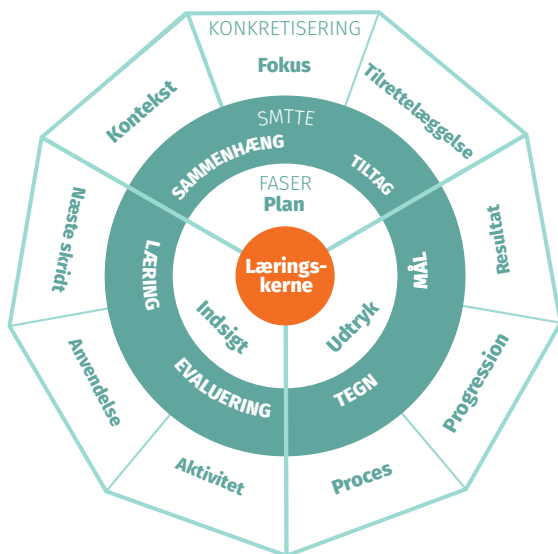 KONKRETISERING
Fokus
Tilrettelæggelse
Resultat
Progression
Proces
Aktivitet
Anvendelse
Næste skridt
Kontekst
SMTTE
SAMMENHÆNG
TILTAG
MÅL
TEGN
EVALUERING
LÆRING
FASER
Plan
Udtryk
Indsigt
Lærings-
kerne